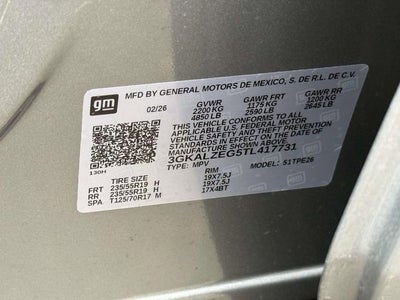 gm
MFD BY GENERAL MOTORS DE MEXICO, S. DE R.L. DE C.V.
02/26 GVWR GAWR FRT GAWR RR
2200 KG 1175 KG 1200 KG
4850 LB 2590 LB 2645 LB
THIS VEHICLE CONFORMS TO ALL
APPLICABLE U.S. FEDERAL MOTOR
VEHICLE SAFETY AND THEFT PREVENTION
STANDARDS IN EFFECT ON THE DATE OF
MANUFACTURE SHOWN ABOVE.
3GKALZEG5TL417731
130H TYPE: MPV MODEL: 51TPE26
TIRE SIZE RIM
FRT 235/55R19 H 19X7.5J
RR 235/55R19 H 19X7.5J
SPA T125/70R17 M 17X4BT